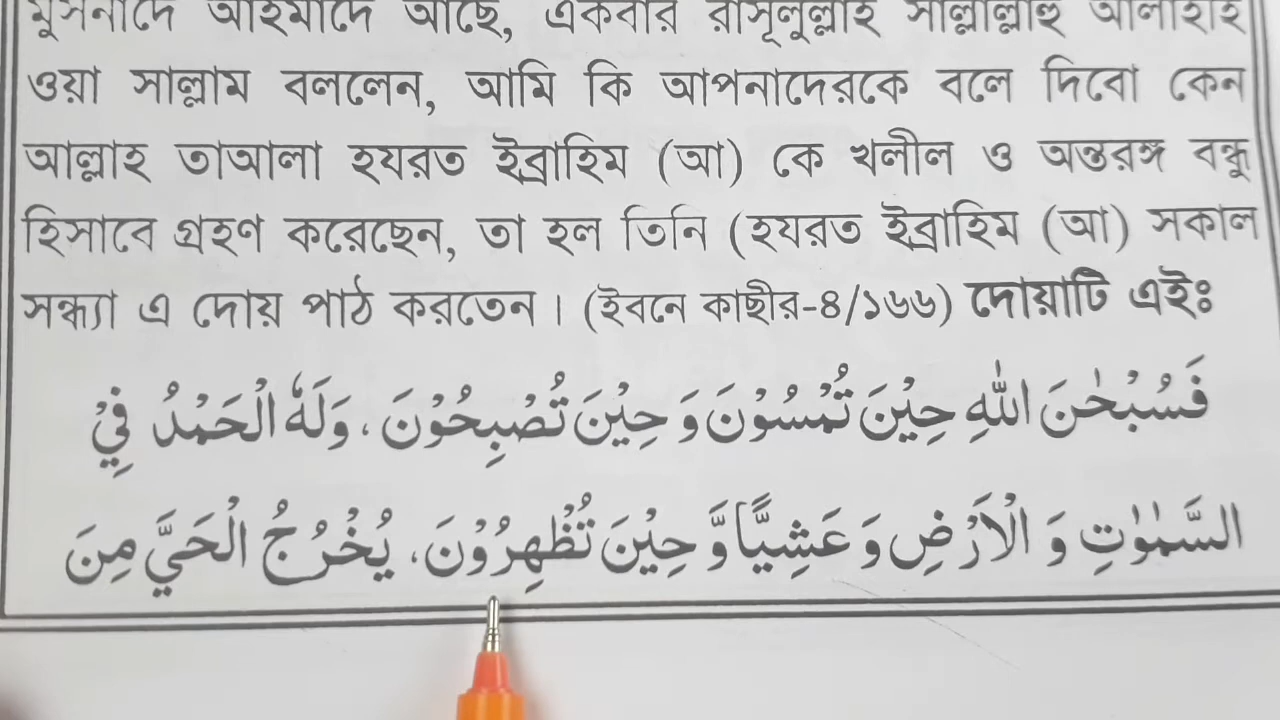 মুসনাদে আহমাদে আছে, একবার রাসূলুল্লাহ সাল্লাল্লাহু আলাইহি
ওয়া সাল্লাম বললেন, আমি কি আপনাদেরকে বলে দিবো কেন
আল্লাহ তাআলা হযরত ইব্রাহিম (আ) কে খলীল ও অন্তরঙ্গ বন্ধু
হিসাবে গ্রহণ করেছেন, তা হল তিনি (হযরত ইব্রাহিম (আ) সকাল
সন্ধ্যা এ দোয় পাঠ করতেন। (ইবনে কাছীর-৪/১৬৬) দোয়াটি এইঃ
فَسُبْحٰنَ اللّٰهِ حِيْنَ تُمْسُوْنَ وَ حِيْنَ تُصْبِحُوْنَ، وَلَهٗ الْحَمْدُ فِيْ
السَّمٰوٰتِ وَ الْاَرْضِ وَ عَشِيًّا وَّ حِيْنَ تُظْهِرُوْنَ، يُخْرُجُ الْحَيَّ مِنَ